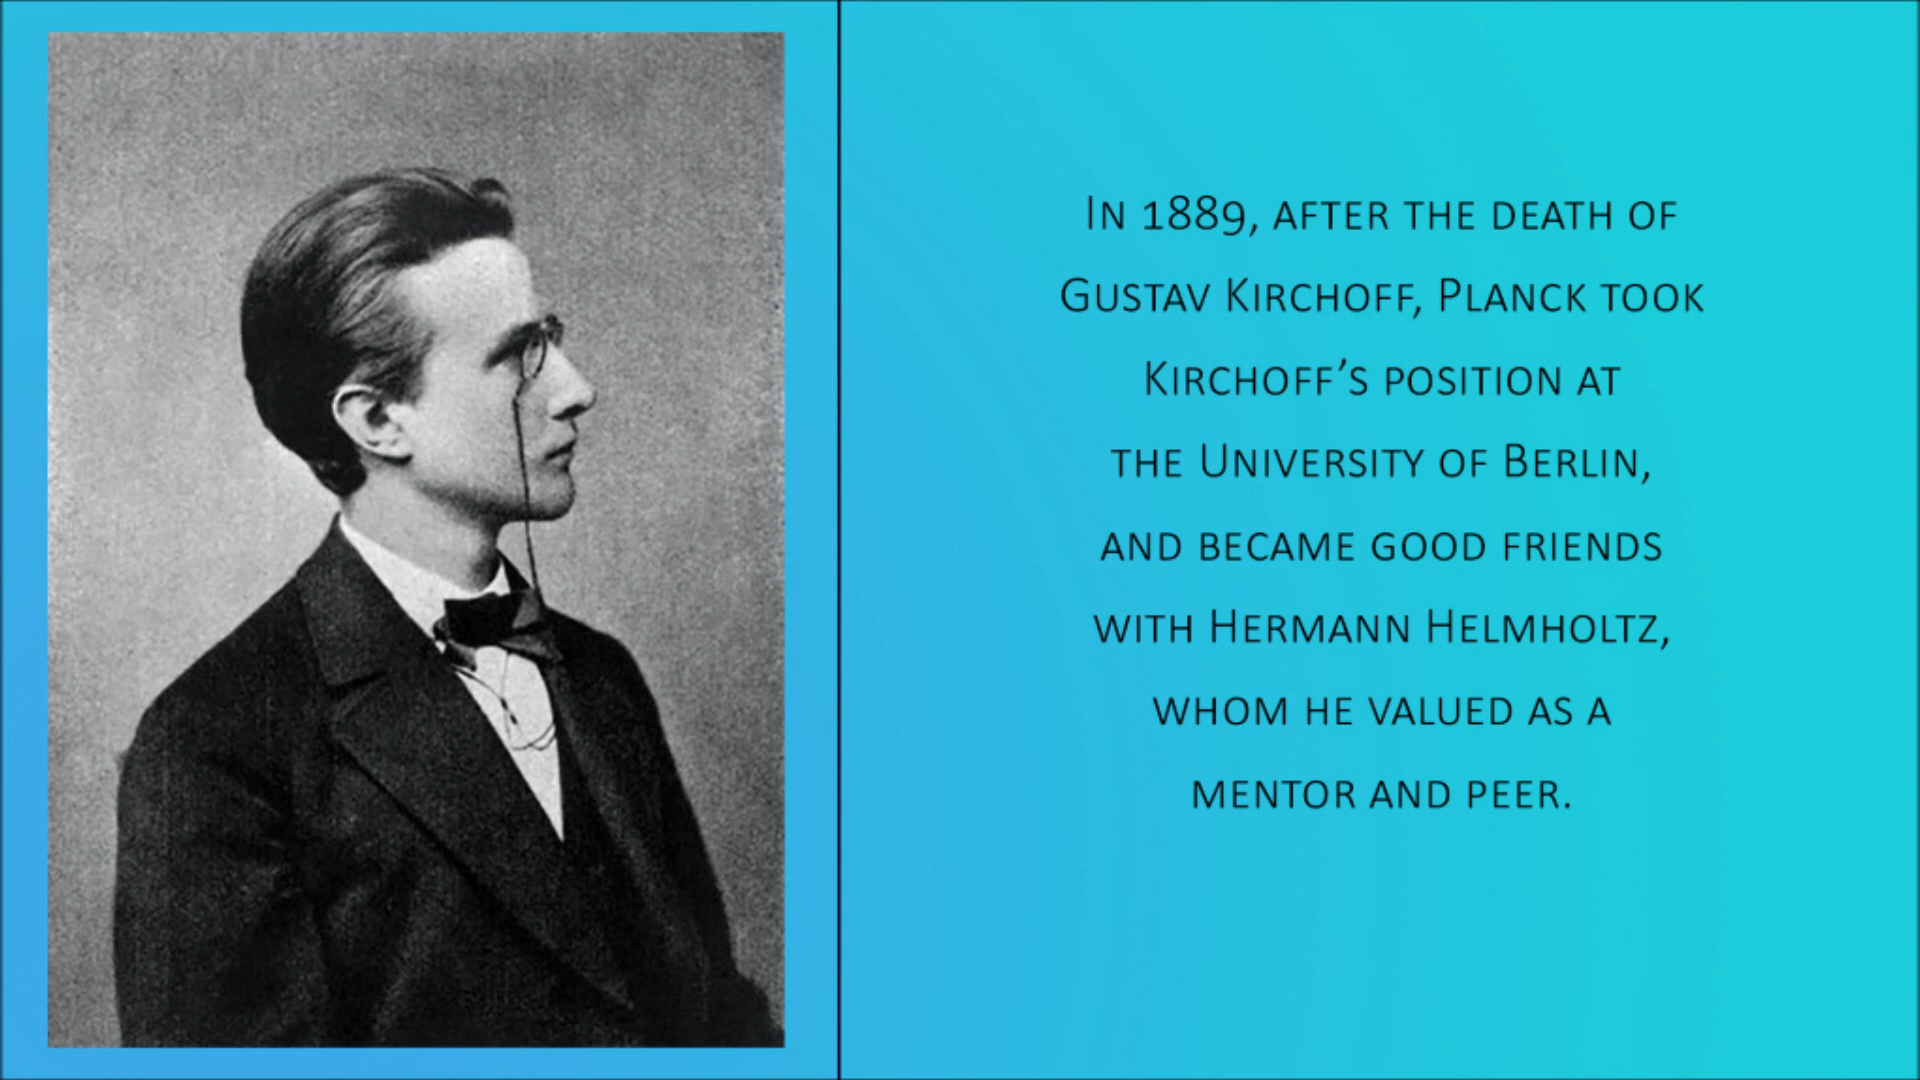 In 1889, after the death of
Gustav Kirchoff, Planck took
Kirchoff’s position at
the University of Berlin,
and became good friends
with Hermann Helmholtz,
whom he valued as a
mentor and peer.